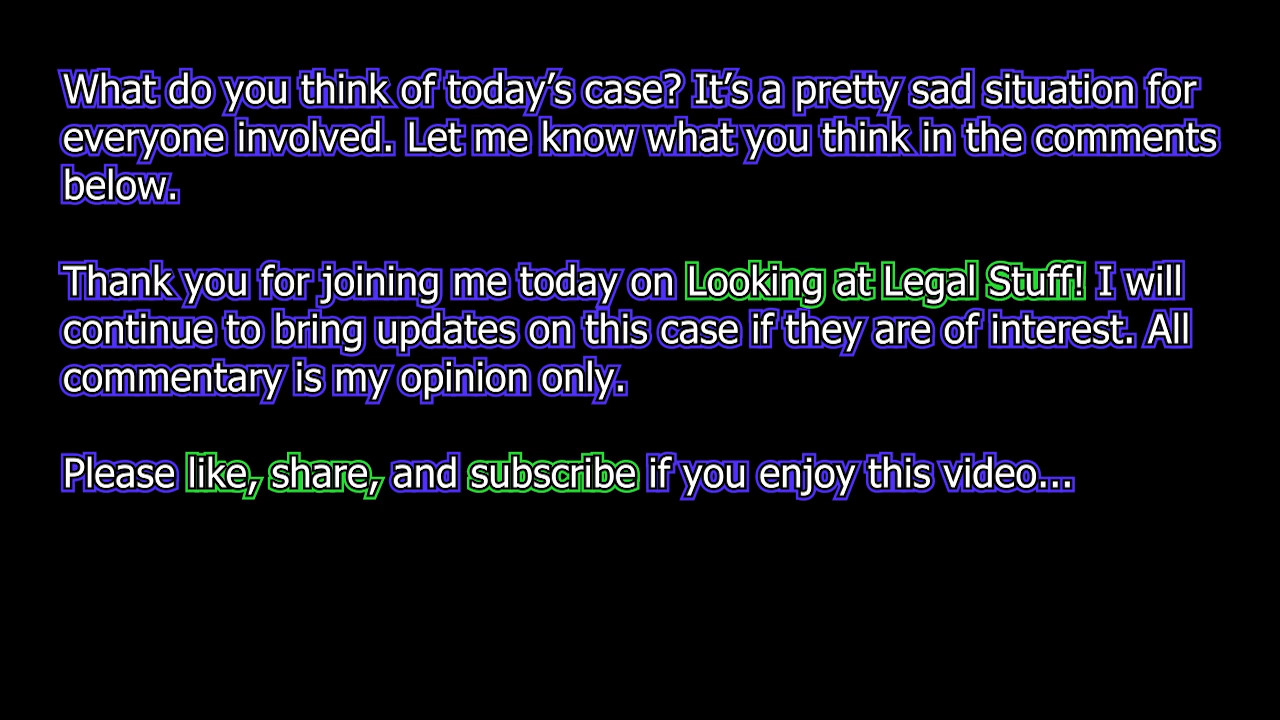 What do you think of today’s case? It’s a pretty sad situation for
everyone involved. Let me know what you think in the comments
below.
Thank you for joining me today on Looking at Legal Stuff! I will
continue to bring updates on this case if they are of interest. All
commentary is my opinion only.
Please like, share, and subscribe if you enjoy this video...